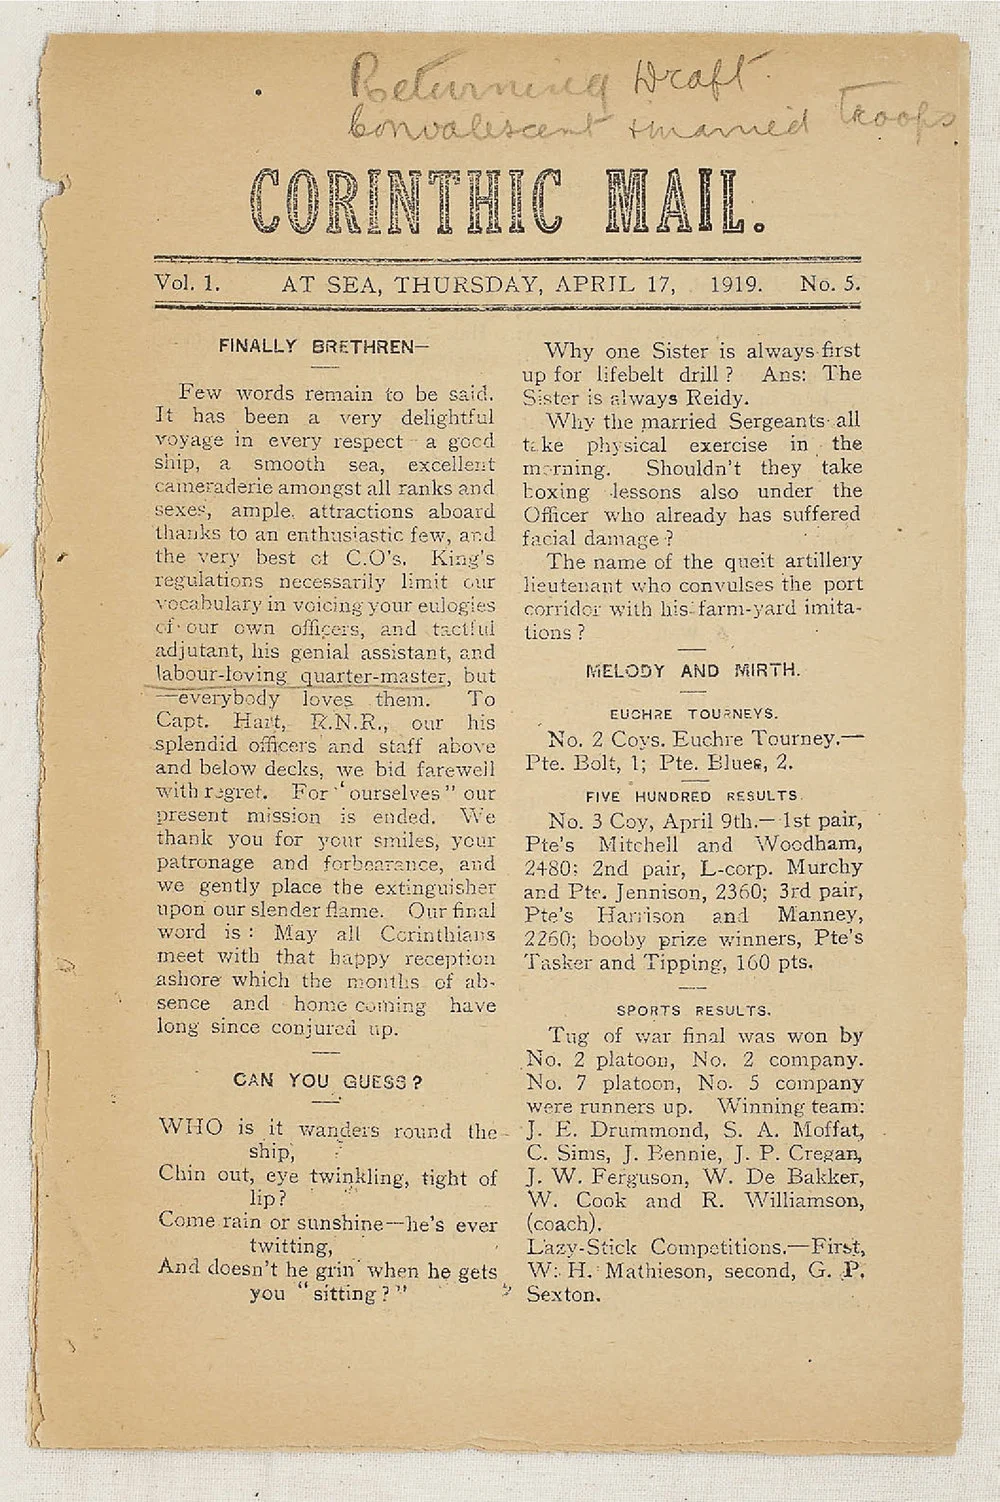 Returning Draft
Convalescent & married troops
CORINTHIC MAIL.
Vol. 1. AT SEA, THURSDAY, APRIL 17, 1919. No. 5.
FINALLY BRETHREN—
Few words remain to be said.
It has been a very delightful
voyage in every respect - a good
ship, a smooth sea, excellent
cameraderie amongst all ranks and
sexes, ample, attractions aboard
thanks to an enthusiastic few, and
the very best of C.O's. King's
regulations necessarily limit our
vocabulary in voicing your eulogies
of our own officers, and tactful
adjutant, his genial assistant, and
labour-loving quarter-master, but
—everybody loves them. To
Capt. Hart, R.N.R., our his
splendid officers and staff above
and below decks, we bid farewell
with regret. For "ourselves" our
present mission is ended. We
thank you for your smiles, your
patronage and forbearance, and
we gently place the extinguisher
upon our slender flame. Our final
word is: May all Corinthians
meet with that happy reception
ashore which the months of ab-
sence and home coming have
long since conjured up.
CAN YOU GUESS?
WHO is it wanders round the
ship,
Chin out, eye twinkling, tight of
lip?
Come rain or sunshine—he's ever
twitting,
And doesn't he grin when he gets
you "sitting?"
Why one Sister is always first
up for lifebelt drill? Ans: The
Sister is always Reidy.
Why the married Sergeants all
take physical exercise in the
morning. Shouldn't they take
boxing lessons also under the
Officer who already has suffered
facial damage?
The name of the queit artillery
lieutenant who convulses the port
corridor with his farm-yard imita-
tions?
MELODY AND MIRTH.
EUCHRE TOURNEYS.
No. 2 Coys. Euchre Tourney.—
Pte. Bolt, 1; Pte. Blues, 2.
FIVE HUNDRED RESULTS.
No. 3 Coy, April 9th.—1st pair,
Pte's Mitchell and Woodham,
2480; 2nd pair, L-corp. Murchy
and Pte. Jennison, 2360; 3rd pair,
Pte's Harrison and Manney,
2260; booby prize winners, Pte's
Tasker and Tipping, 160 pts.
SPORTS RESULTS.
Tug of war final was won by
No. 2 platoon, No. 2 company.
No. 7 platoon, No. 5 company
were runners up. Winning team:
J. E. Drummond, S. A. Moffat,
C. Sims, J. Bennie, J. P. Cregan,
J. W. Ferguson, W. De Bakker,
W. Cook and R. Williamson,
(coach).
Lazy-Stick Competitions.—First,
W. H. Mathieson, second, G. P.
Sexton.